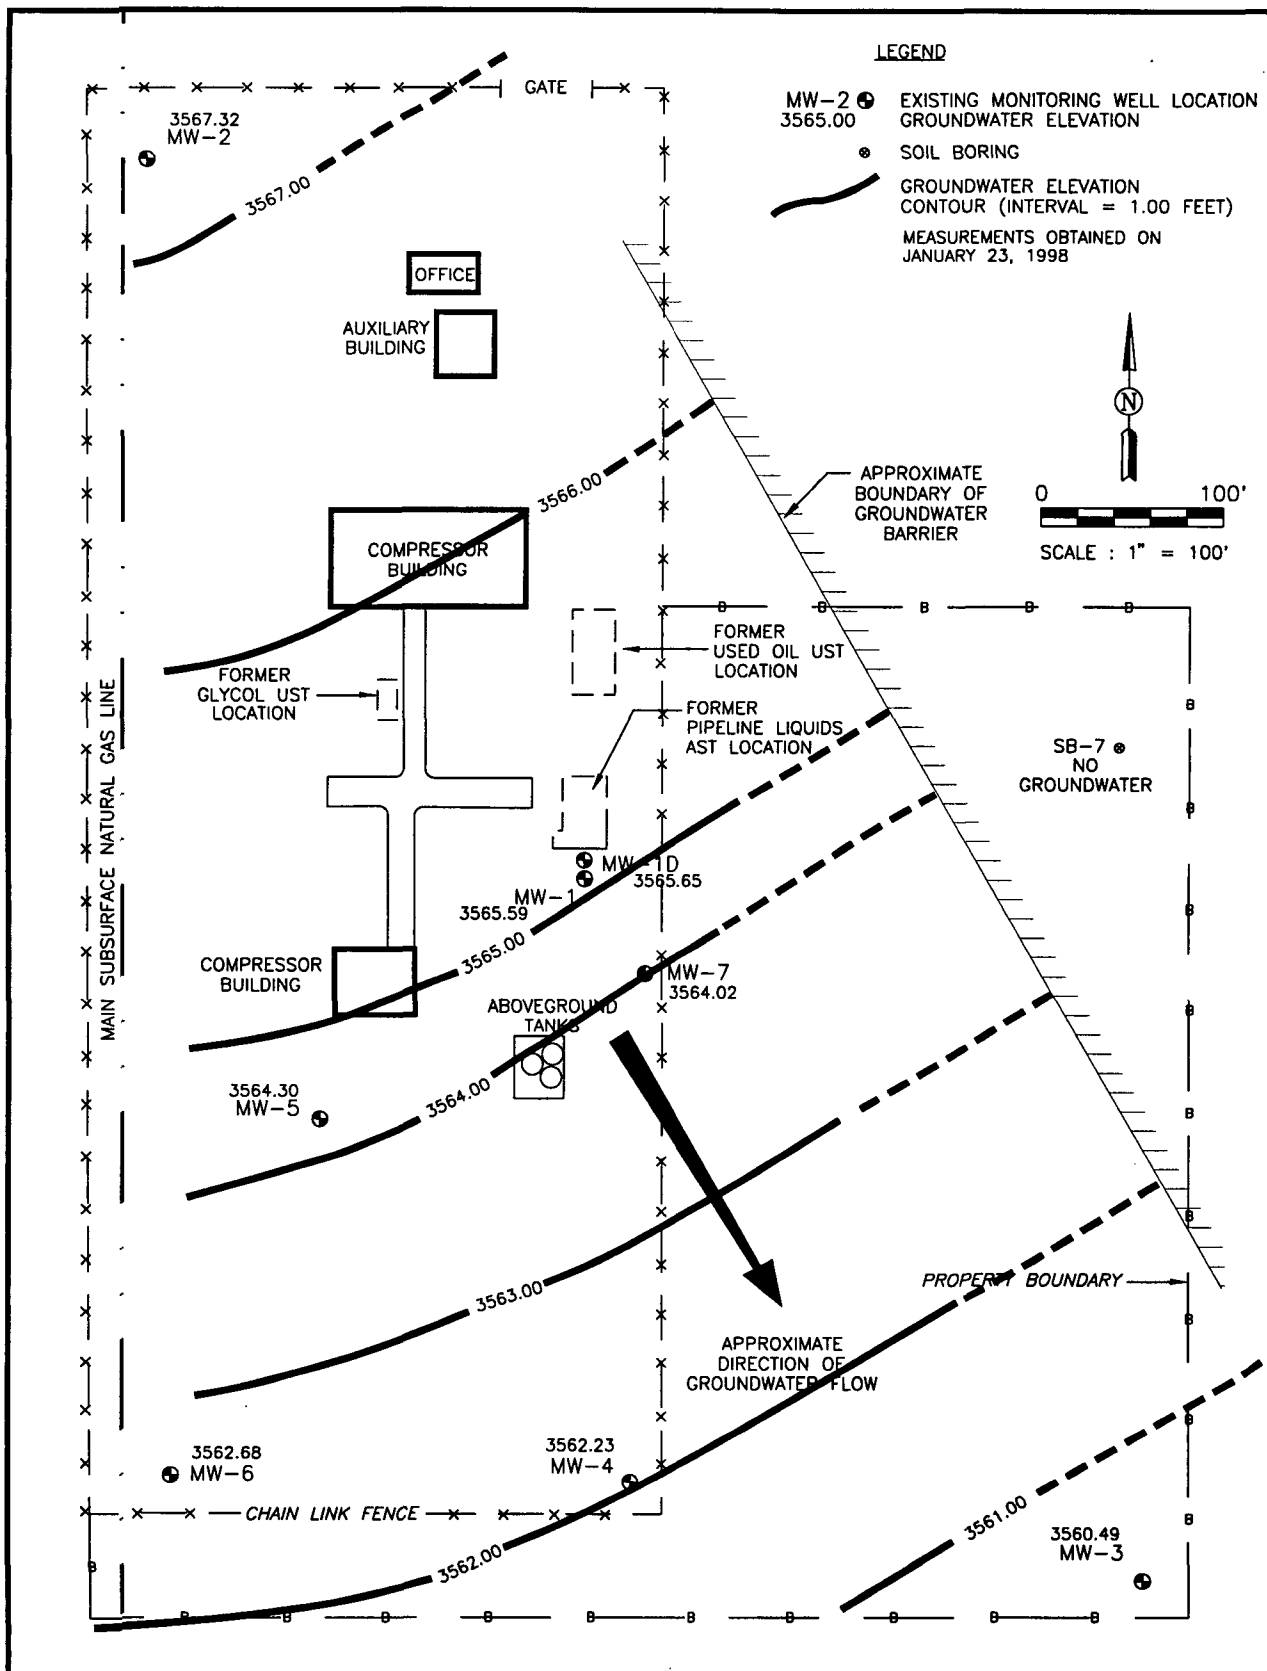 LEGEND
MW-2 EXISTING MONITORING WELL LOCATION
3565.00 GROUNDWATER ELEVATION
SOIL BORING
GROUNDWATER ELEVATION
CONTOUR (INTERVAL = 1.00 FEET)
MEASUREMENTS OBTAINED ON
JANUARY 23, 1998
GATE
3567.32
MW-2
3567.00
OFFICE
AUXILIARY
BUILDING
N
0 100'
SCALE : 1" = 100'
APPROXIMATE
BOUNDARY OF
GROUNDWATER
BARRIER
3566.00
COMPRESSOR
BUILDING
FORMER
USED OIL UST
LOCATION
FORMER
GLYCOL UST
LOCATION
FORMER
PIPELINE LIQUIDS
AST LOCATION
SB-7
NO
GROUNDWATER
MAIN SUBSURFACE NATURAL GAS LINE
MW-1D
3565.65
MW-1
3565.59
3565.00
COMPRESSOR
BUILDING
MW-7
3564.02
ABOVEGROUND
TANKS
3564.30
MW-5
3564.00
3563.00
PROPERTY BOUNDARY
APPROXIMATE
DIRECTION OF
GROUNDWATER FLOW
3562.68
MW-6
3562.23
MW-4
CHAIN LINK FENCE
3562.00
3561.00
3560.49
MW-3